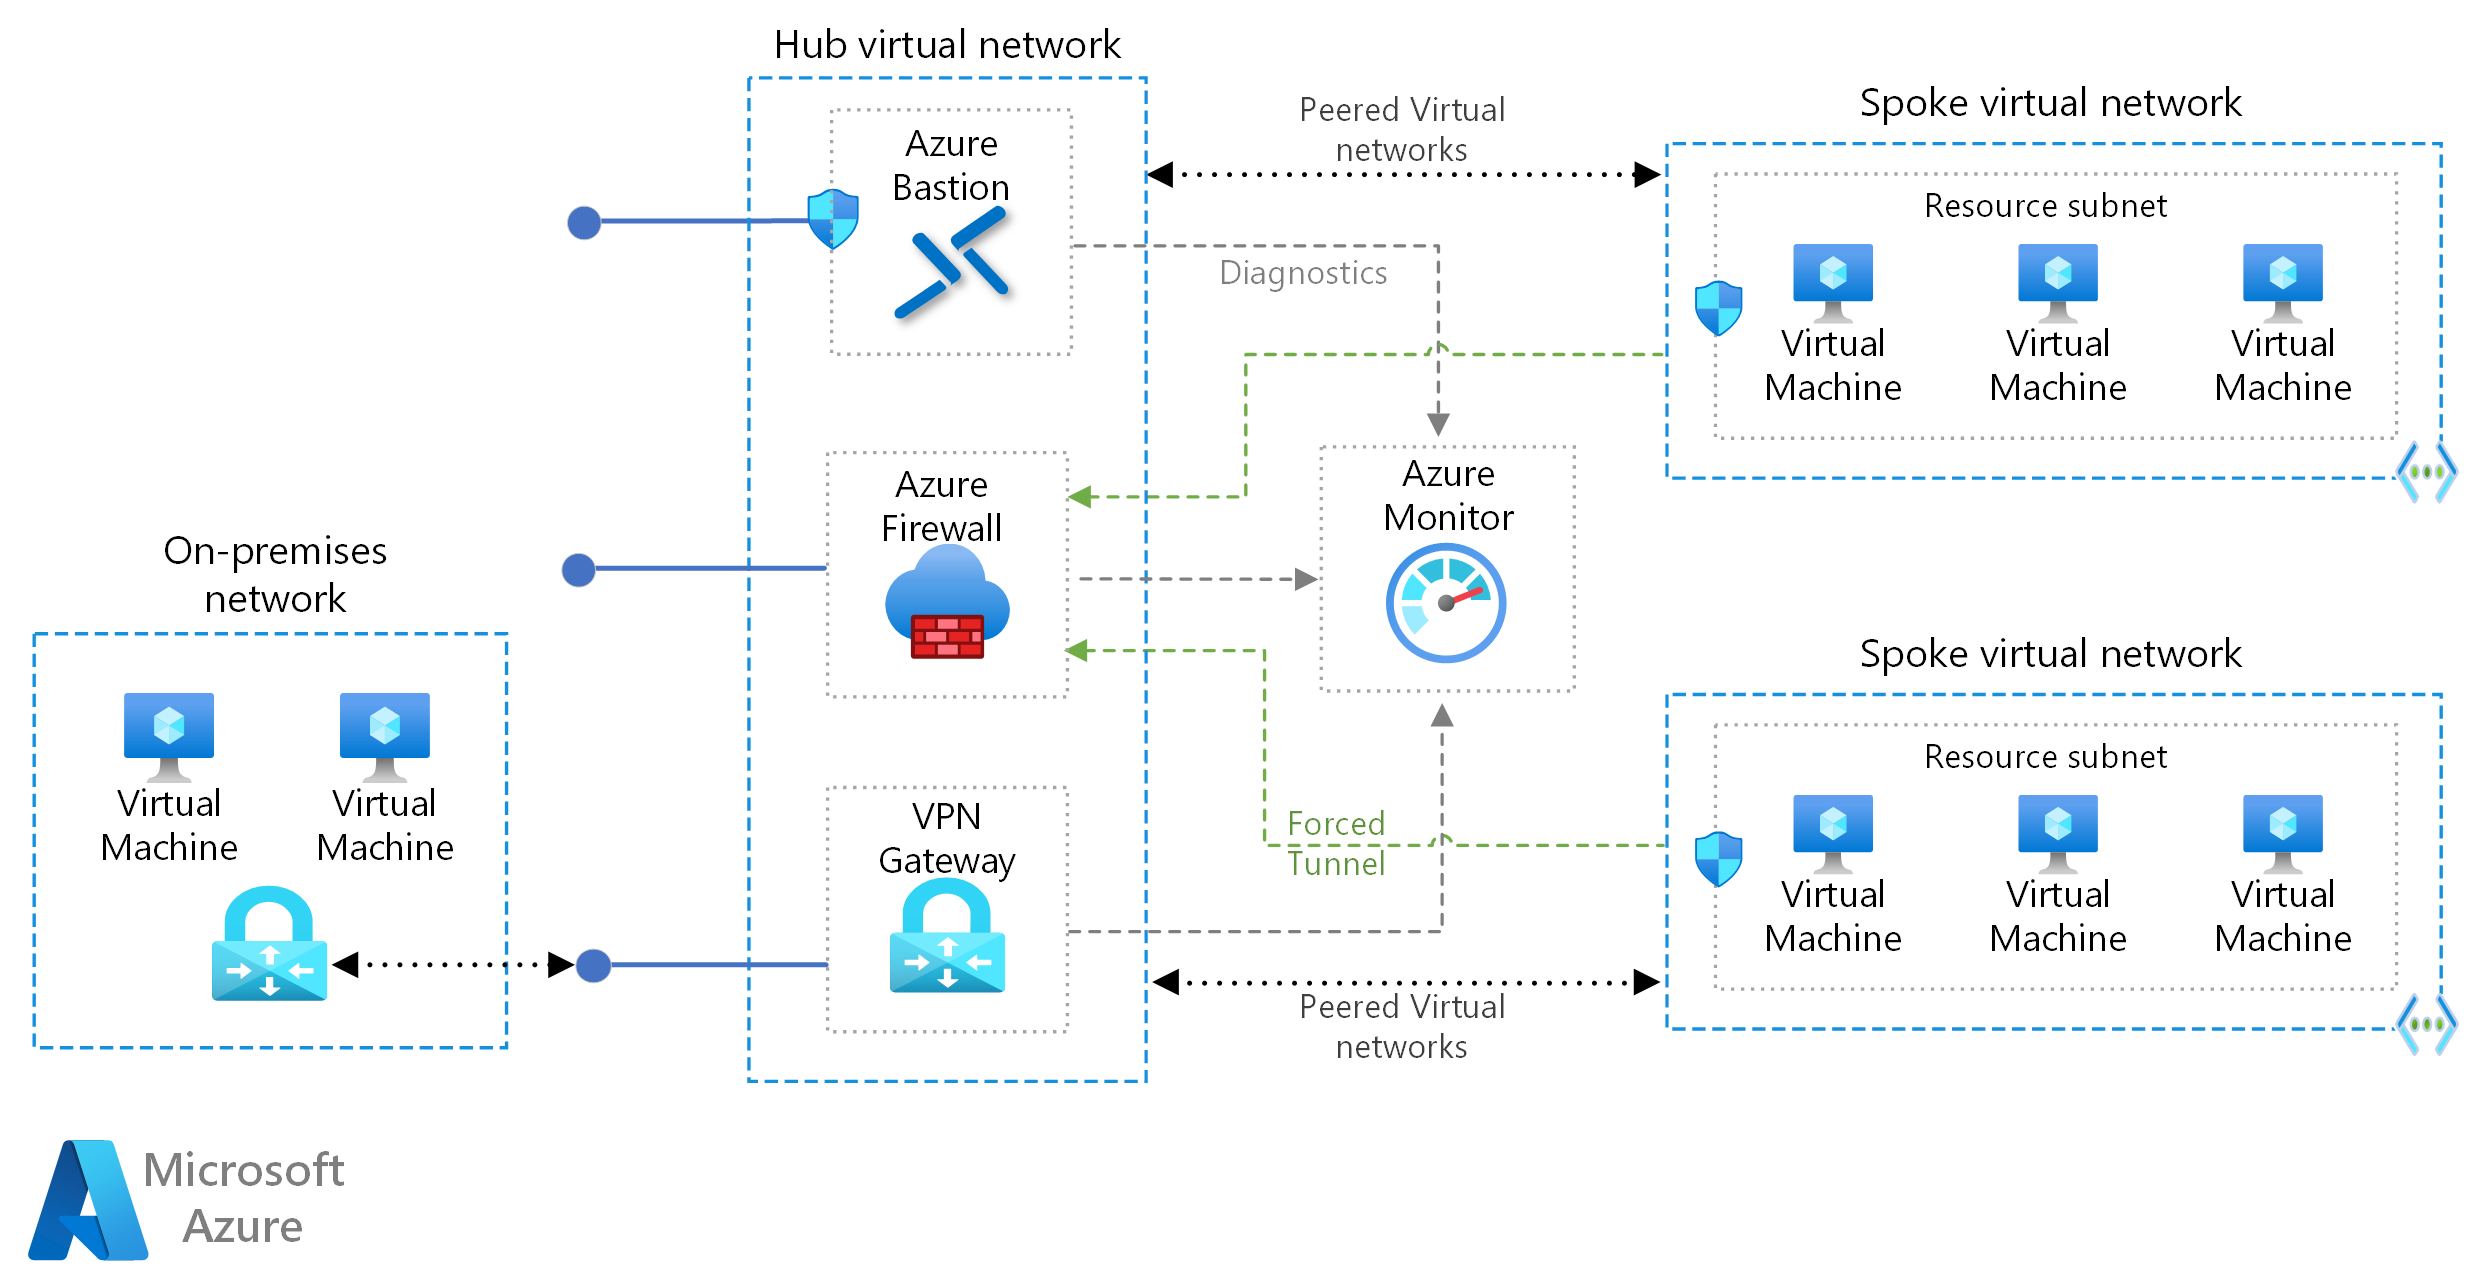 Hub virtual network
Azure
Bastion
Peered Virtual
networks
Diagnostics
Spoke virtual network
Resource subnet
Virtual
Machine
Virtual
Machine
Virtual
Machine
Azure
Firewall
Azure
Monitor
On-premises
network
Virtual
Machine
Virtual
Machine
VPN
Gateway
Forced
Tunnel
Peered Virtual
networks
Spoke virtual network
Resource subnet
Virtual
Machine
Virtual
Machine
Virtual
Machine
Microsoft
Azure